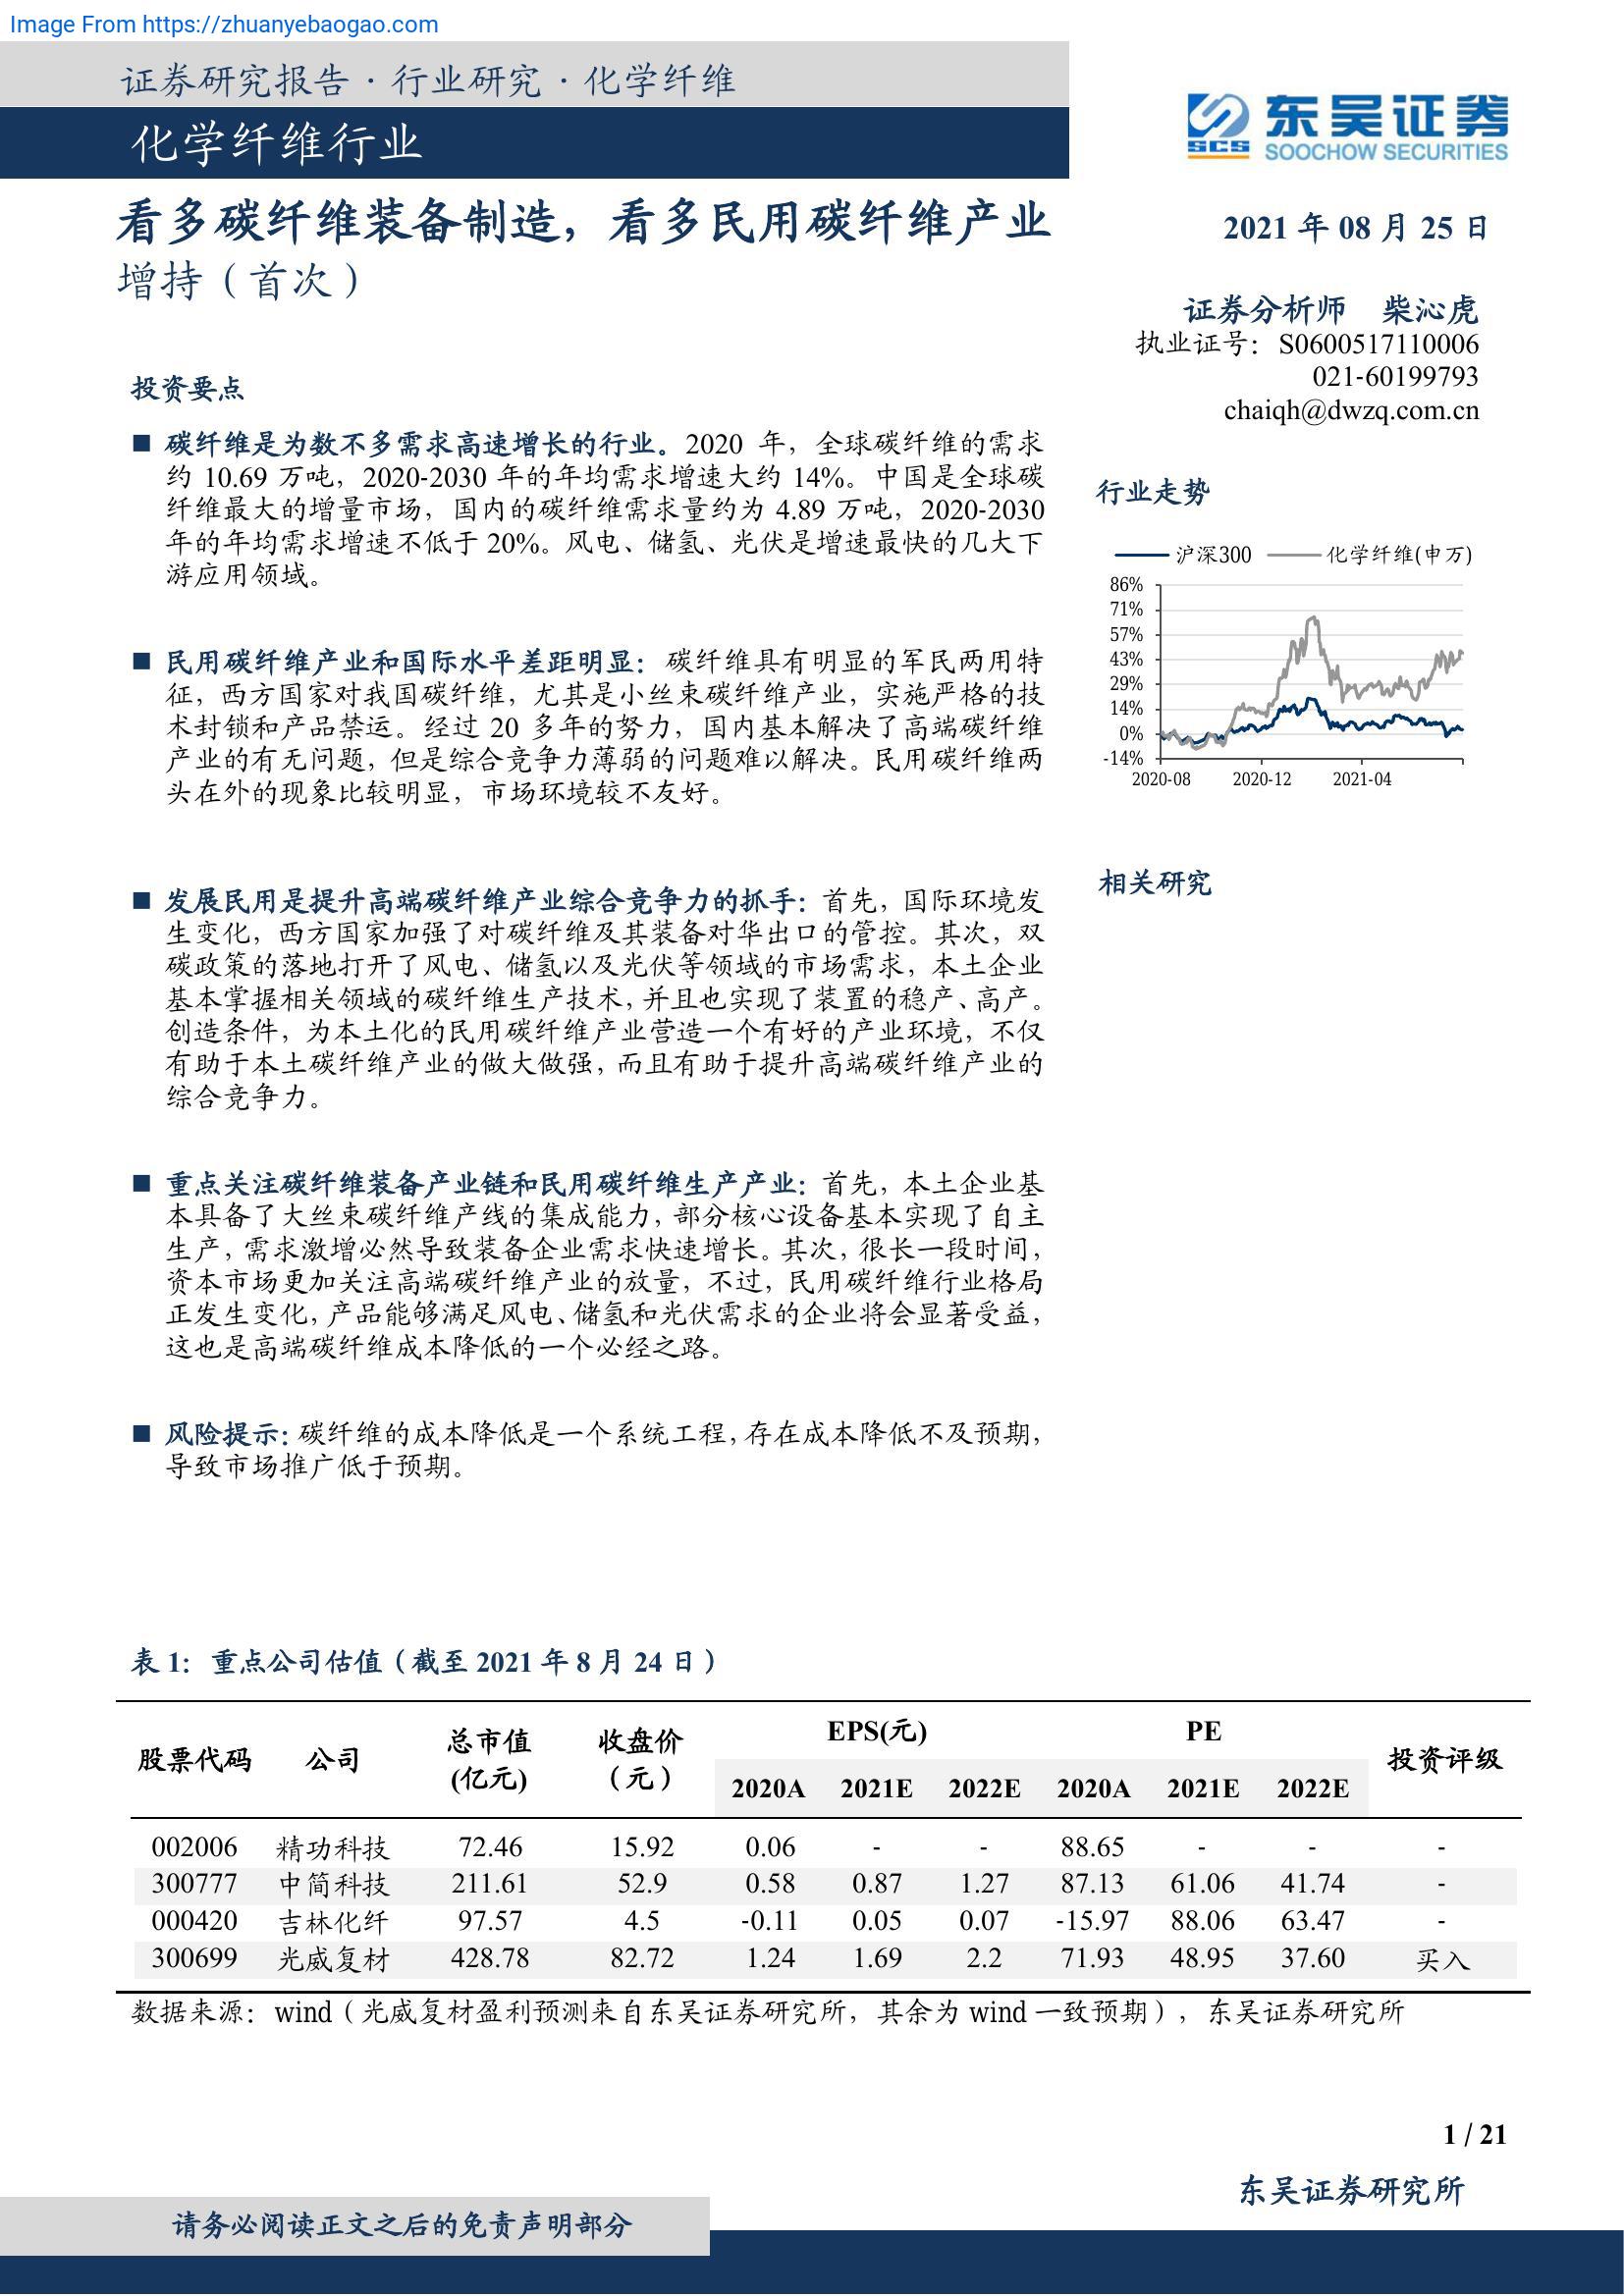 Image From https://zhuanyebaogao.com
证券研究报告 · 行业研究 · 化学纤维
化学纤维行业
东吴证券
SCS
SOOCHOW SECURITIES
看多碳纤维装备制造，看多民用碳纤维产业
增持（首次）
2021 年 08 月 25 日
证券分析师 柴沁虎
执业证号：S0600517110006
021-60199793
chaiqh@dwzq.com.cn
投资要点
■ 碳纤维是为数不多需求高速增长的行业。2020 年，全球碳纤维的需求
约 10.69 万吨，2020-2030 年的年均需求增速大约 14%。中国是全球碳
纤维最大的增量市场，国内的碳纤维需求量约为 4.89 万吨，2020-2030
年的年均需求增速不低于 20%。风电、储氢、光伏是增速最快的几大下
游应用领域。
■ 民用碳纤维产业和国际水平差距明显：碳纤维具有明显的军民两用特
征，西方国家对我国碳纤维，尤其是小丝束碳纤维产业，实施严格的技
术封锁和产品禁运。经过 20 多年的努力，国内基本解决了高端碳纤维
产业的有无问题，但是综合竞争力薄弱的问题难以解决。民用碳纤维两
头在外的现象比较明显，市场环境较不友好。
■ 发展民用是提升高端碳纤维产业综合竞争力的抓手：首先，国际环境发
生变化，西方国家加强了对碳纤维及其装备对华出口的管控。其次，双
碳政策的落地打开了风电、储氢以及光伏等领域的市场需求，本土企业
基本掌握相关领域的碳纤维生产技术，并且也实现了装置的稳产、高产。
创造条件，为本土化的民用碳纤维产业营造一个有好的产业环境，不仅
有助于本土碳纤维产业的做大做强，而且有助于提升高端碳纤维产业的
综合竞争力。
■ 重点关注碳纤维装备产业链和民用碳纤维生产产业：首先，本土企业基
本具备了大丝束碳纤维产线的集成能力，部分核心设备基本实现了自主
生产，需求激增必然导致装备企业需求快速增长。其次，很长一段时间，
资本市场更加关注高端碳纤维产业的放量，不过，民用碳纤维行业格局
正发生变化，产品能够满足风电、储氢和光伏需求的企业将会显著受益，
这也是高端碳纤维成本降低的一个必经之路。
■ 风险提示：碳纤维的成本降低是一个系统工程，存在成本降低不及预期，
导致市场推广低于预期。
行业走势
沪深300 化学纤维(申万)
86%
71%
57%
43%
29%
14%
0%
-14%
2020-08 2020-12 2021-04
相关研究
表 1：重点公司估值（截至 2021 年 8 月 24 日）
股票代码 公司 总市值(亿元) 收盘价（元） EPS(元) PE 投资评级
2020A 2021E 2022E 2020A 2021E 2022E
002006 精功科技 72.46 15.92 0.06 - - 88.65 - - -
300777 中简科技 211.61 52.9 0.58 0.87 1.27 87.13 61.06 41.74 -
000420 吉林化纤 97.57 4.5 -0.11 0.05 0.07 -15.97 88.06 63.47 -
300699 光威复材 428.78 82.72 1.24 1.69 2.2 71.93 48.95 37.60 买入
数据来源：wind（光威复材盈利预测来自东吴证券研究所，其余为 wind 一致预期），东吴证券研究所
1 / 21
东吴证券研究所
请务必阅读正文之后的免责声明部分